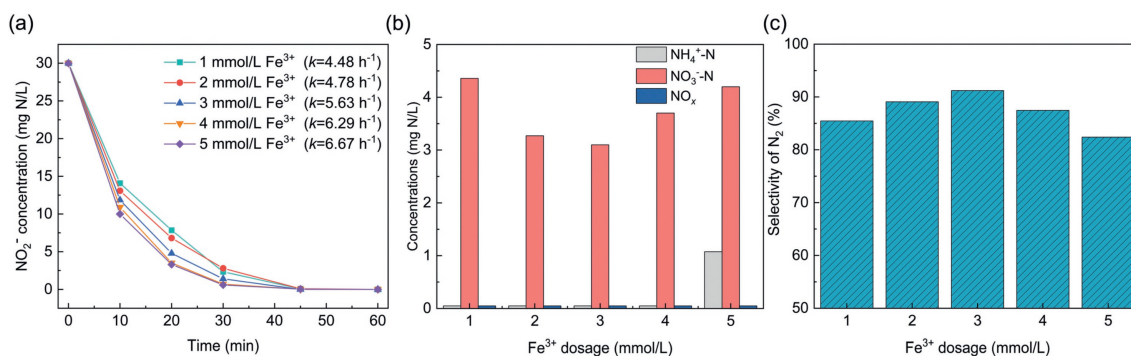 (a)
NO₂⁻ concentration (mg N/L)
35
30
25
20
15
10
5
0
1 mmol/L Fe³⁺ (k=4.48 h⁻¹)
2 mmol/L Fe³⁺ (k=4.78 h⁻¹)
3 mmol/L Fe³⁺ (k=5.63 h⁻¹)
4 mmol/L Fe³⁺ (k=6.29 h⁻¹)
5 mmol/L Fe³⁺ (k=6.67 h⁻¹)
0 10 20 30 40 50 60
Time (min)
(b)
Concentrations (mg N/L)
5
4
3
2
1
0
NH₄⁺-N
NO₃⁻-N
NOₓ
1 2 3 4 5
Fe³⁺ dosage (mmol/L)
(c)
Selectivity of N₂ (%)
100
90
80
70
60
50
1 2 3 4 5
Fe³⁺ dosage (mmol/L)